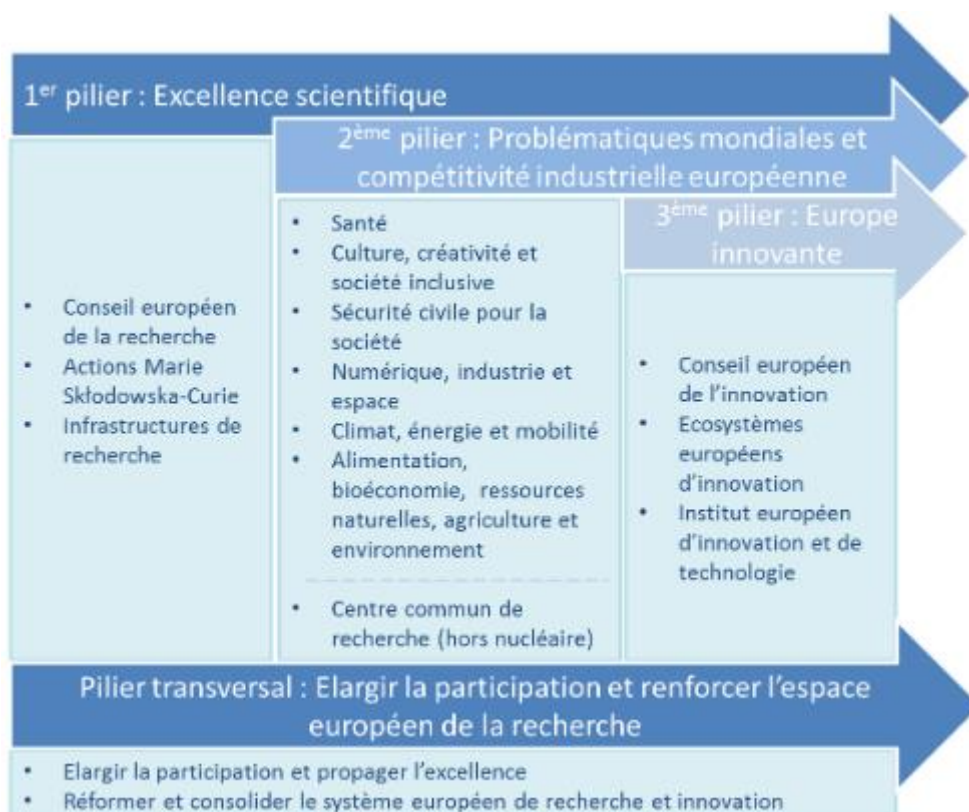 1er pilier : Excellence scientifique
2ème pilier : Problématiques mondiales et
compétitivité industrielle européenne
3ème pilier : Europe
innovante
• Conseil européen
de la recherche
• Actions Marie
Skłodowska-Curie
• Infrastructures de
recherche
• Santé
• Culture, créativité et
société inclusive
• Sécurité civile pour la
société
• Numérique, industrie et
espace
• Climat, énergie et mobilité
• Alimentation,
bioéconomie, ressources
naturelles, agriculture et
environnement
• Centre commun de
recherche (hors nucléaire)
• Conseil européen
de l'innovation
• Ecosystèmes
européens
d'innovation
• Institut européen
d'innovation et de
technologie
Pilier transversal : Elargir la participation et renforcer l'espace
européen de la recherche
• Elargir la participation et propager l'excellence
• Réformer et consolider le système européen de recherche et innovation